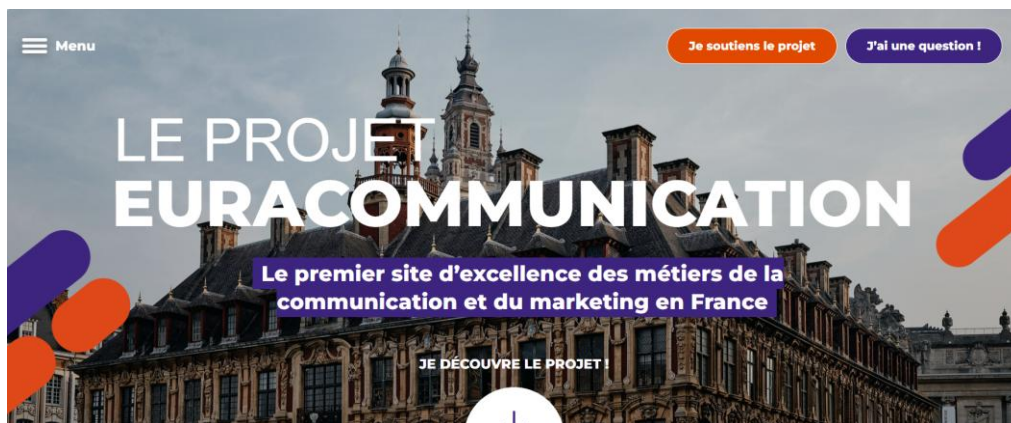 Menu
Je soutiens le projet
J'ai une question !
LE PROJET
EURACOMMUNICATION
Le premier site d'excellence des métiers de la
communication et du marketing en France
JE DÉCOUVRE LE PROJET !